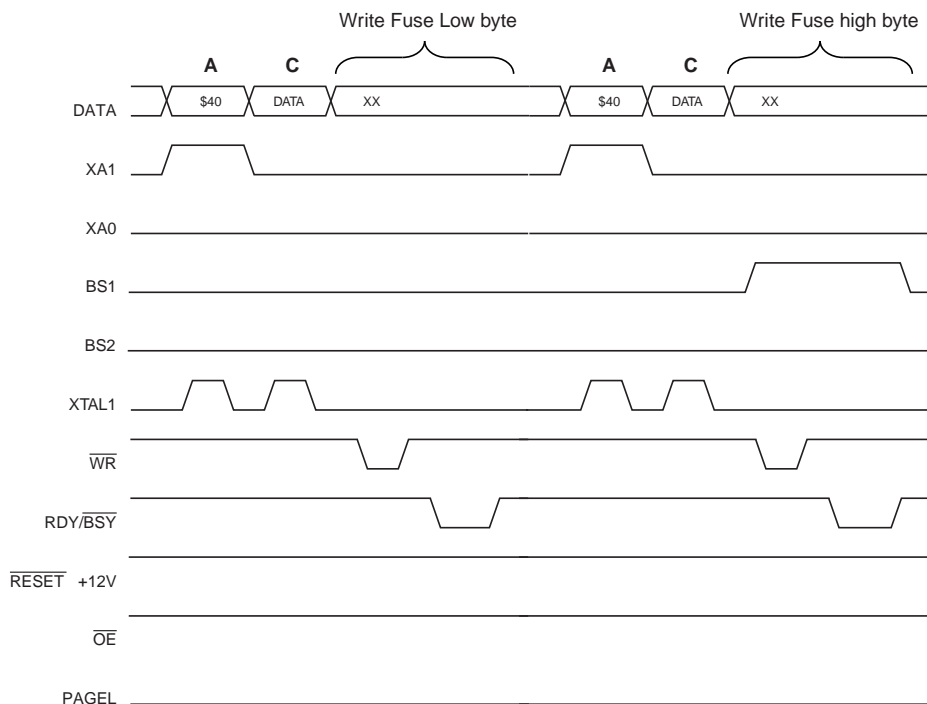 Write Fuse Low byte Write Fuse high byte
A C A C
DATA $40 DATA XX $40 DATA XX
XA1
XA0
BS1
BS2
XTAL1
WR
RDY/BSY
RESET +12V
OE
PAGEL